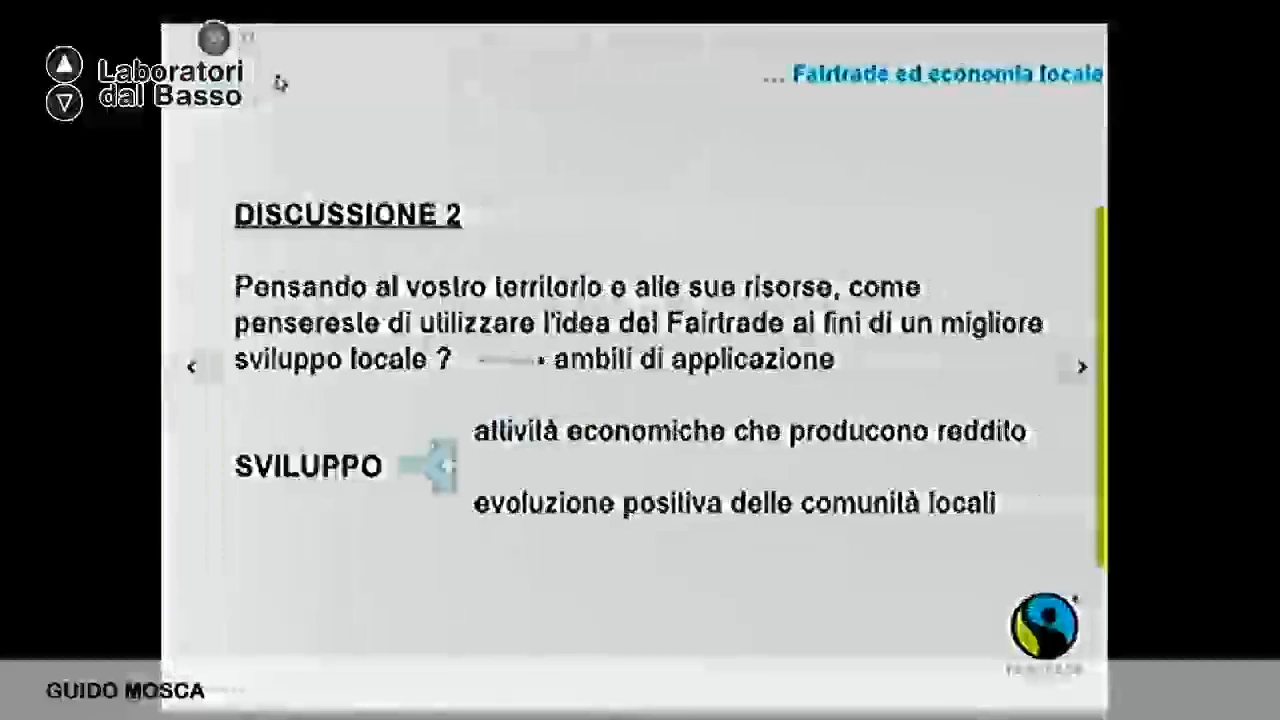 Laboratori
dal Basso
... Fairtrade ed economia locale
DISCUSSIONE 2
Pensando al vostro territorio e alle sue risorse, come
pensereste di utilizzare l'idea del Fairtrade ai fini di un migliore
sviluppo locale ? ambiti di applicazione
attività economiche che producono reddito
SVILUPPO
evoluzione positiva delle comunità locali
FAIRTRADE
GUIDO MOSCA